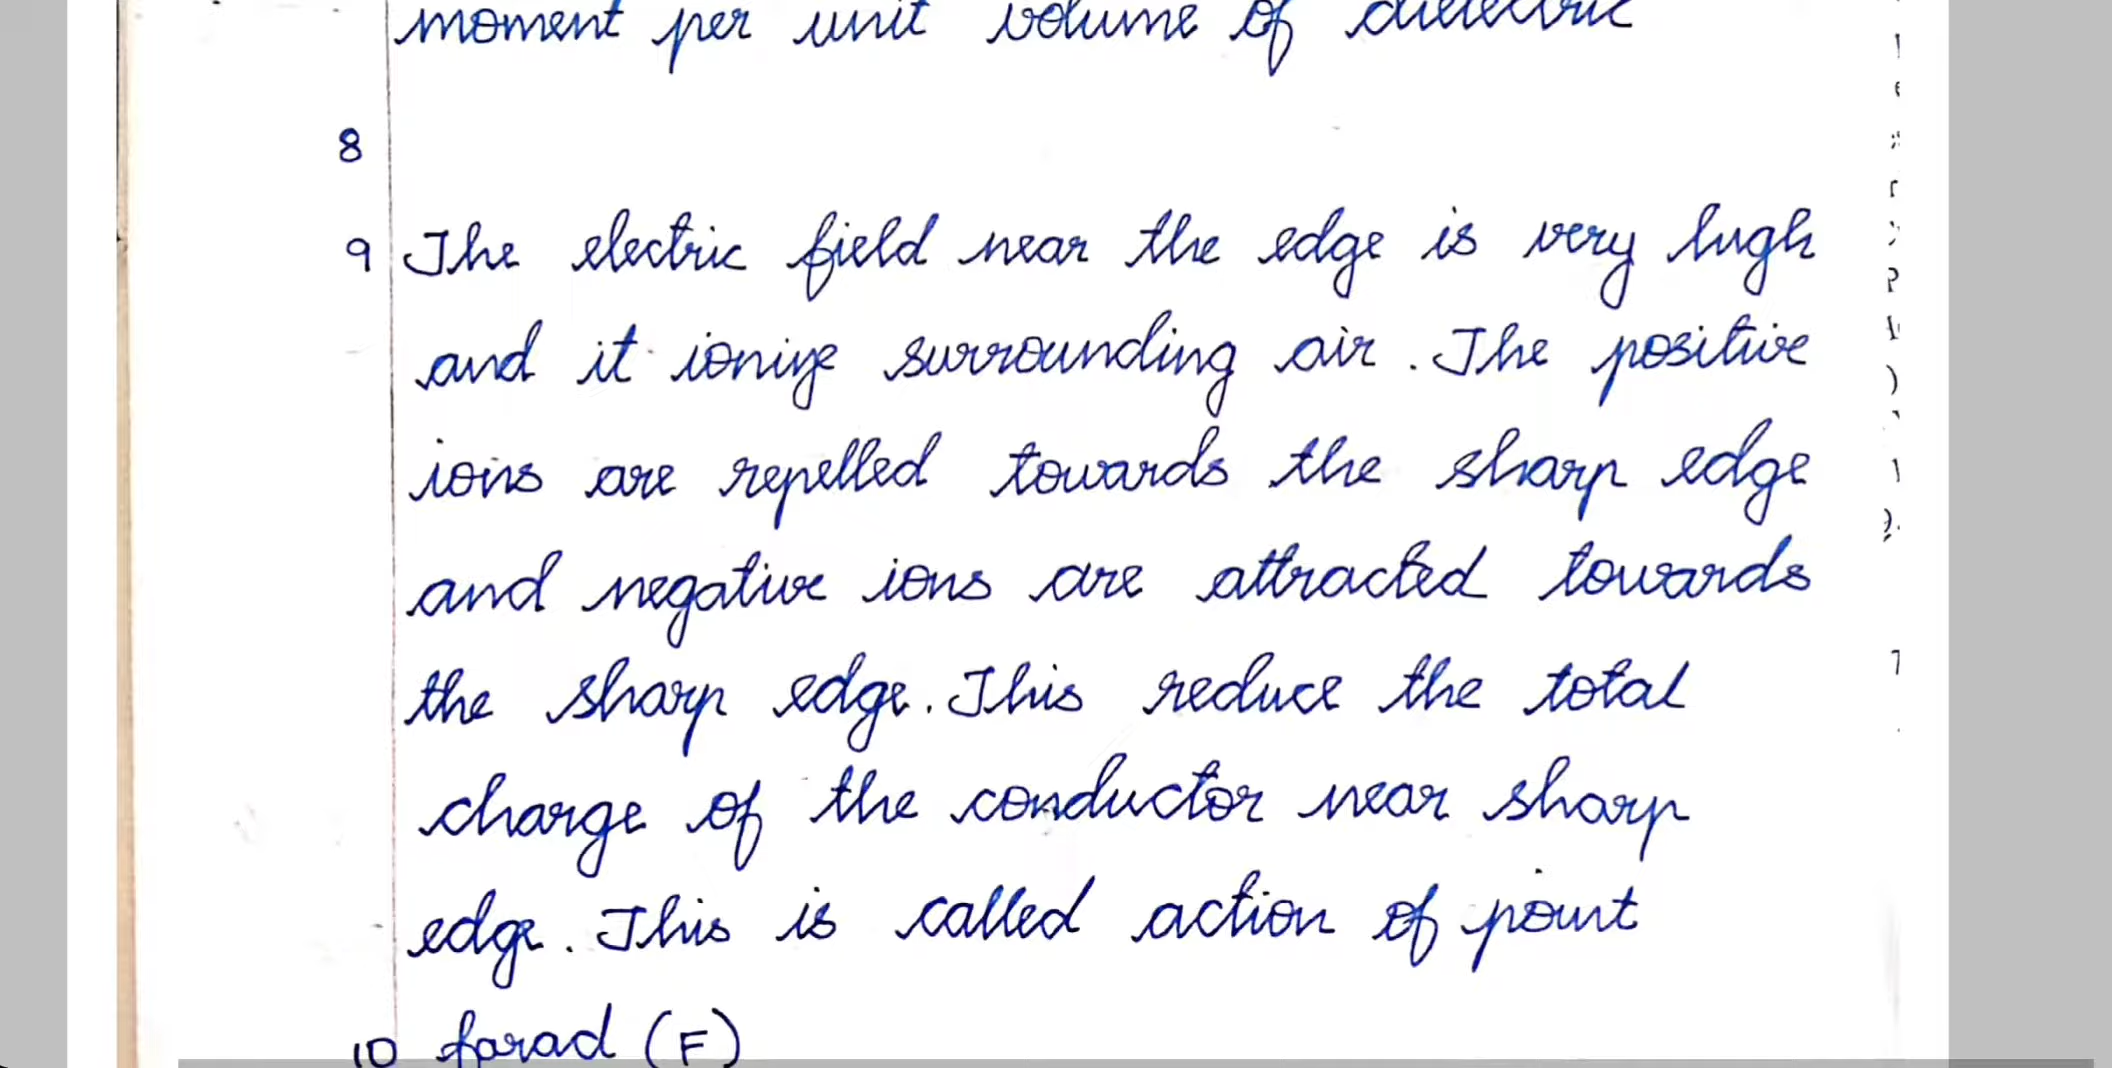 moment per unit volume of dielectric
8
9 The electric field near the edge is very high
and it ionize surrounding air. The positive
ions are repelled towards the sharp edge
and negative ions are attracted towards
the sharp edge. This reduce the total
charge of the conductor near sharp
edge. This is called action of point
10 farad (F)